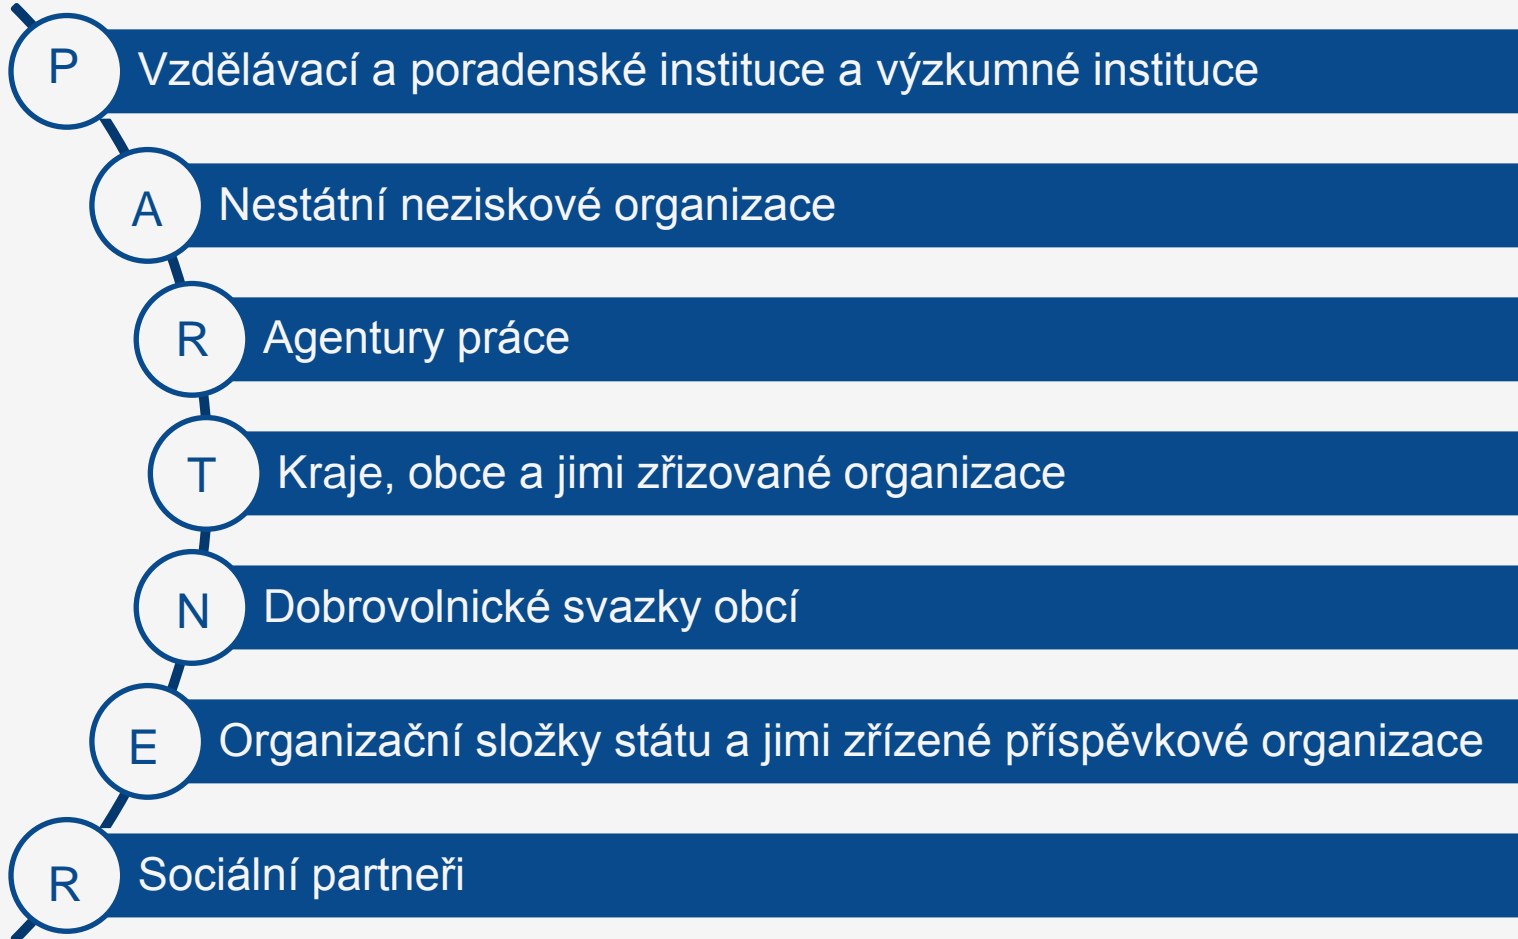 P
Vzdělávací a poradenské instituce a výzkumné instituce
A
Nestátní neziskové organizace
R
Agentury práce
T
Kraje, obce a jimi zřizované organizace
N
Dobrovolnické svazky obcí
E
Organizační složky státu a jimi zřízené příspěvkové organizace
R
Sociální partneři